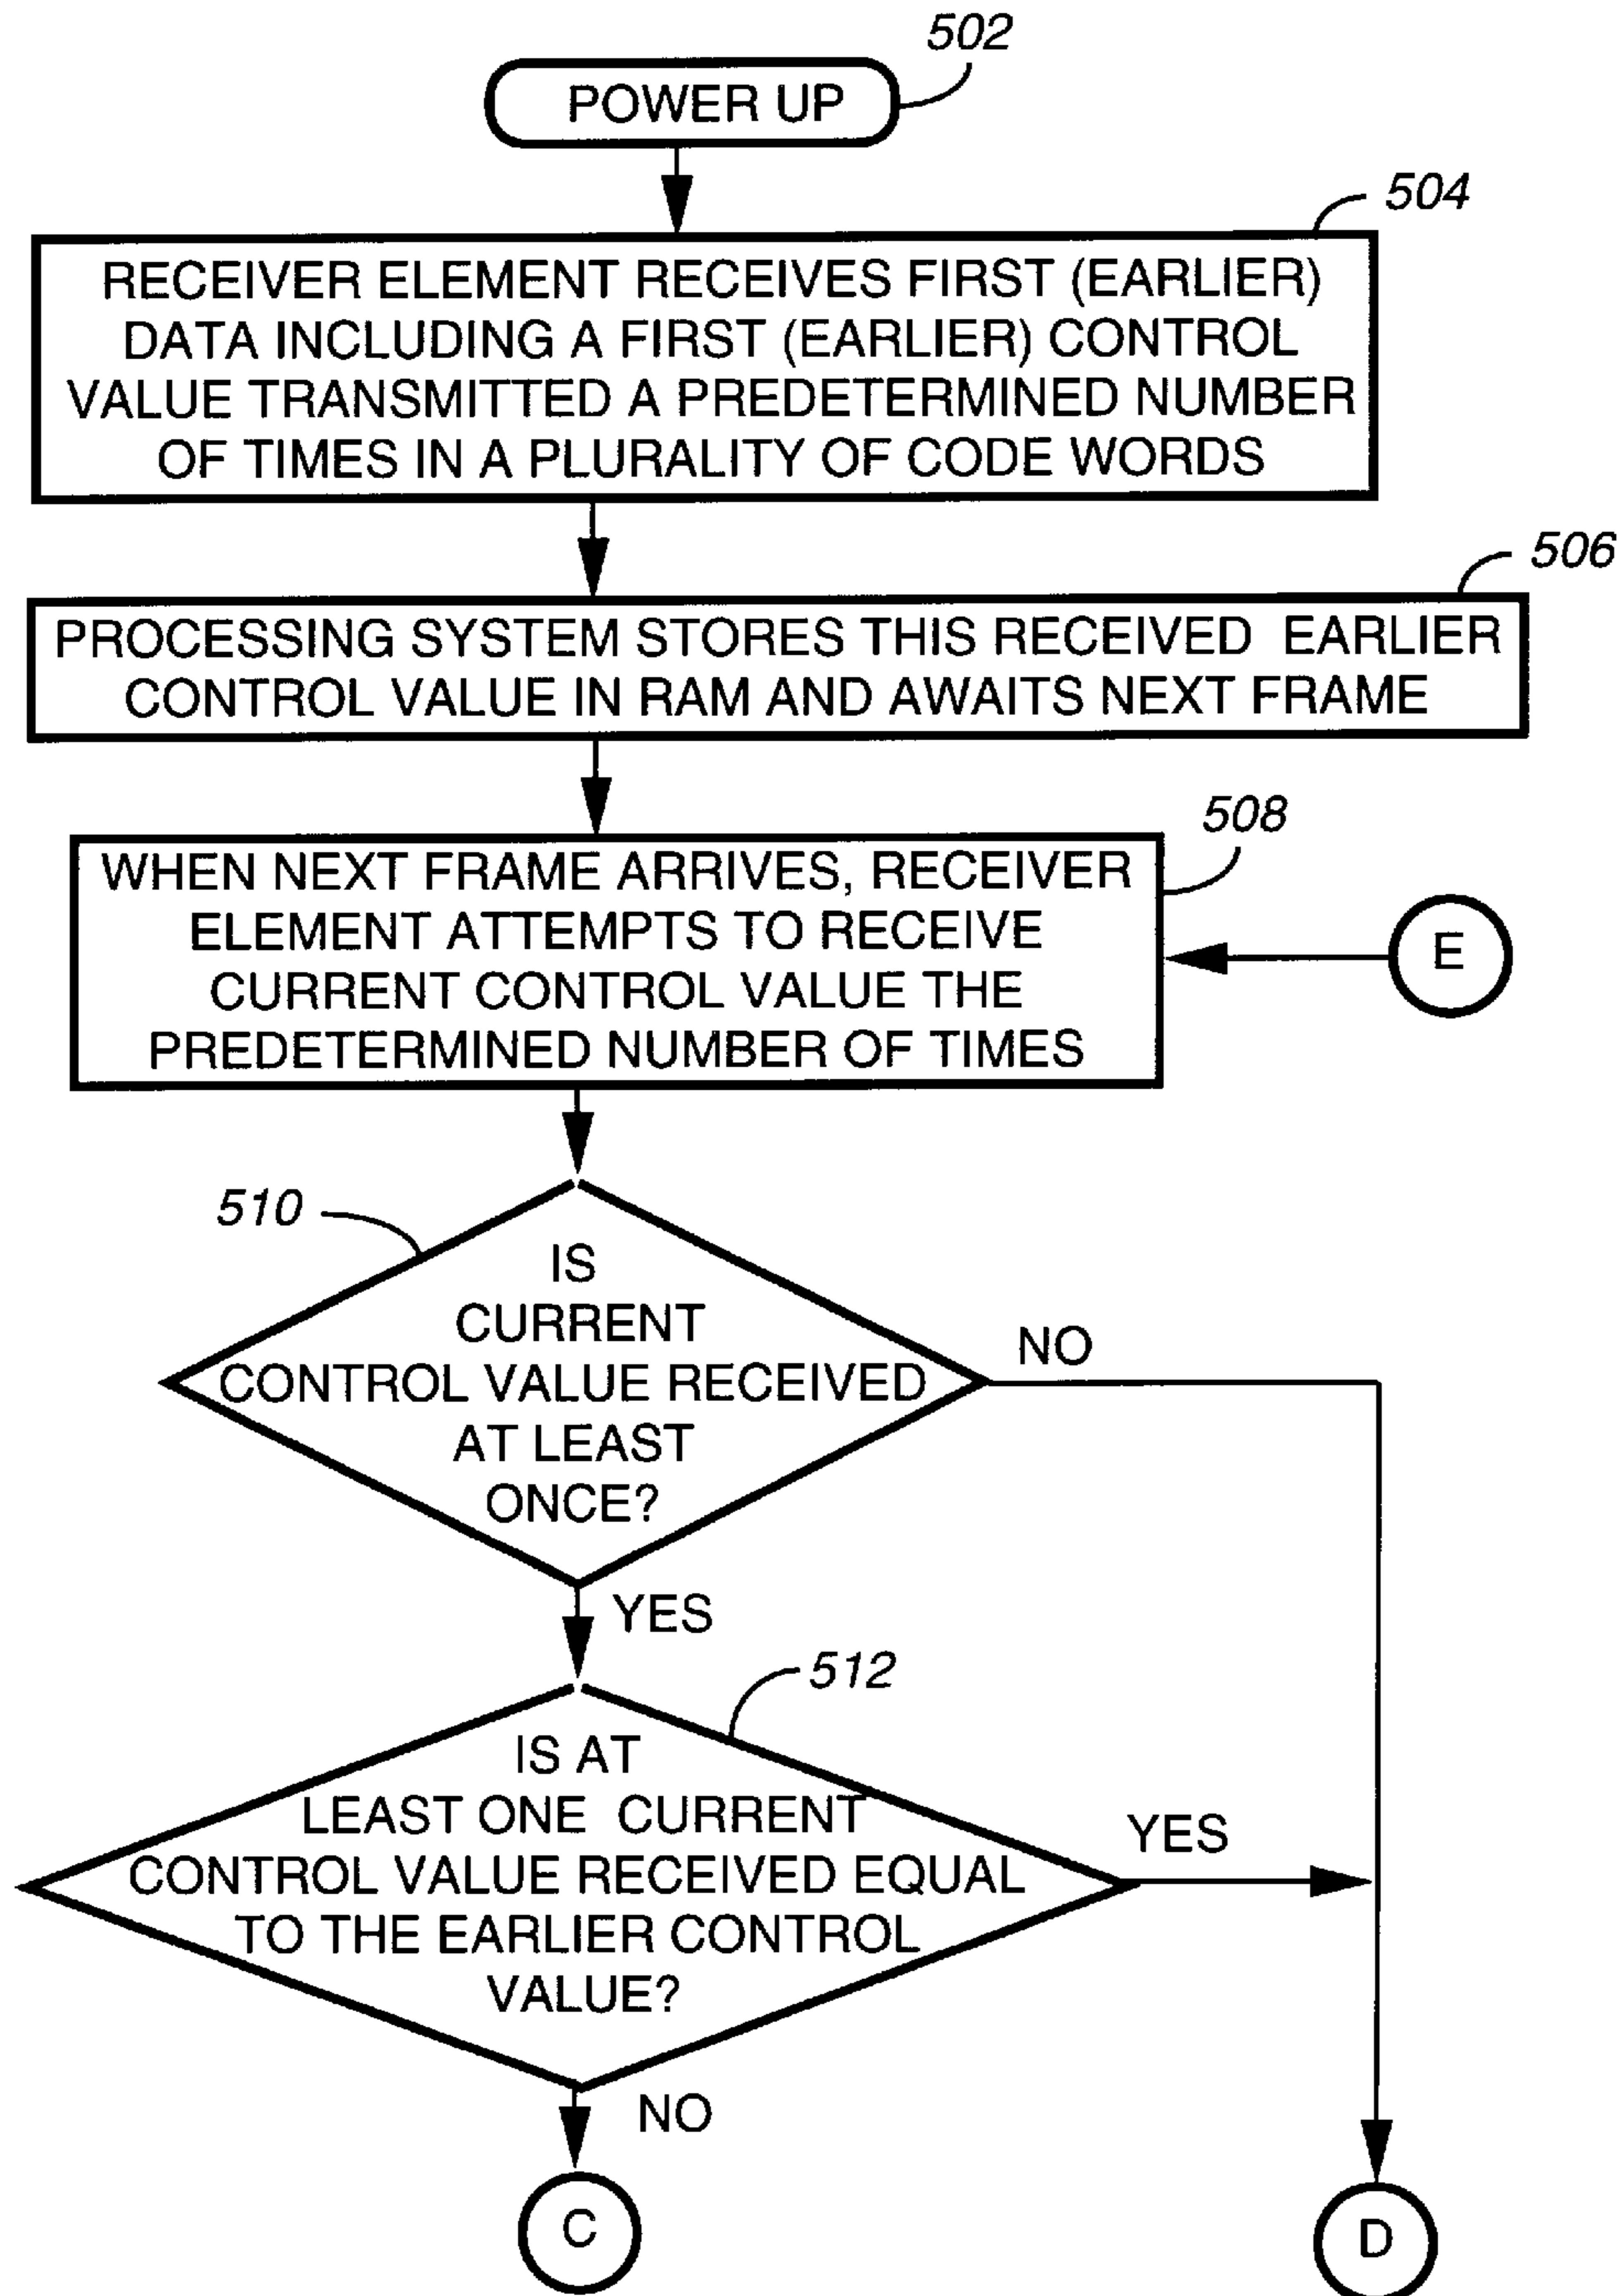 502
POWER UP
504
RECEIVER ELEMENT RECEIVES FIRST (EARLIER)
DATA INCLUDING A FIRST (EARLIER) CONTROL
VALUE TRANSMITTED A PREDETERMINED NUMBER
OF TIMES IN A PLURALITY OF CODE WORDS
506
PROCESSING SYSTEM STORES THIS RECEIVED EARLIER
CONTROL VALUE IN RAM AND AWAITS NEXT FRAME
508
WHEN NEXT FRAME ARRIVES, RECEIVER
ELEMENT ATTEMPTS TO RECEIVE
CURRENT CONTROL VALUE THE
PREDETERMINED NUMBER OF TIMES
E
510
IS
CURRENT
CONTROL VALUE RECEIVED
AT LEAST
ONCE?
NO
YES
512
IS AT
LEAST ONE CURRENT
CONTROL VALUE RECEIVED EQUAL
TO THE EARLIER CONTROL
VALUE?
YES
NO
C
D